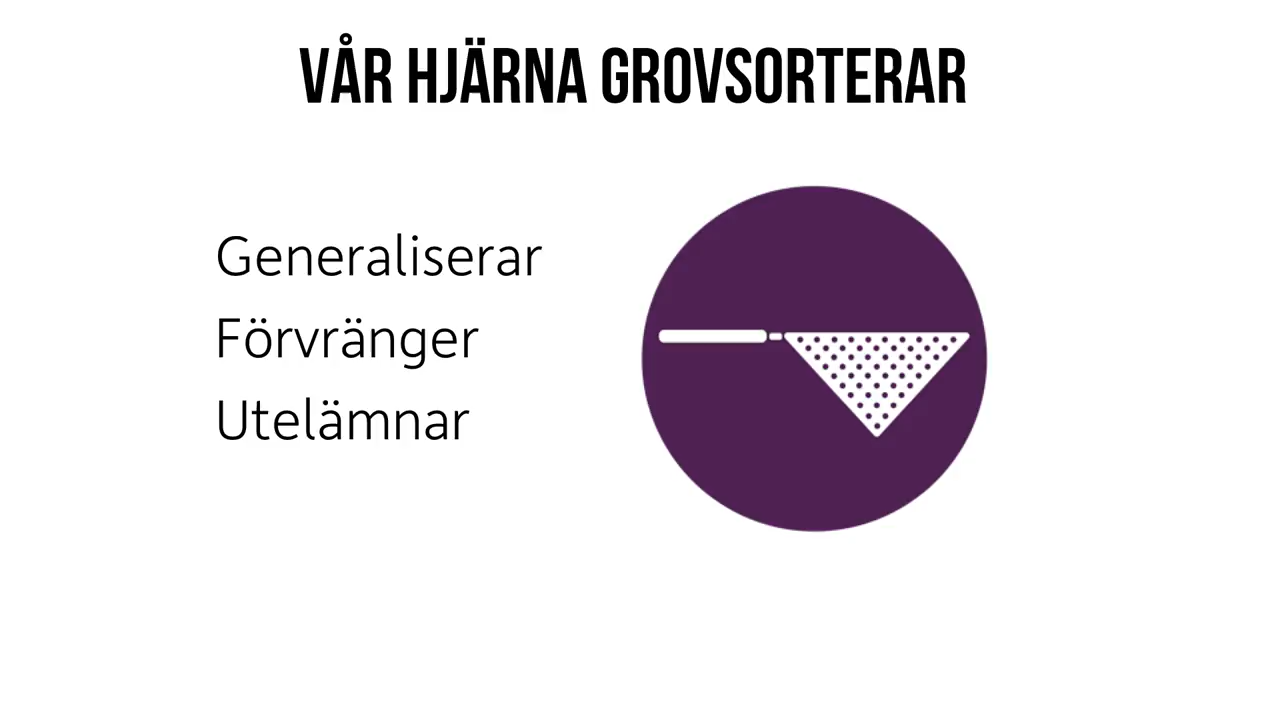 VÅR HJÄRNA GROVSORTERAR
Generaliserar
Förvränger
Utelämnar